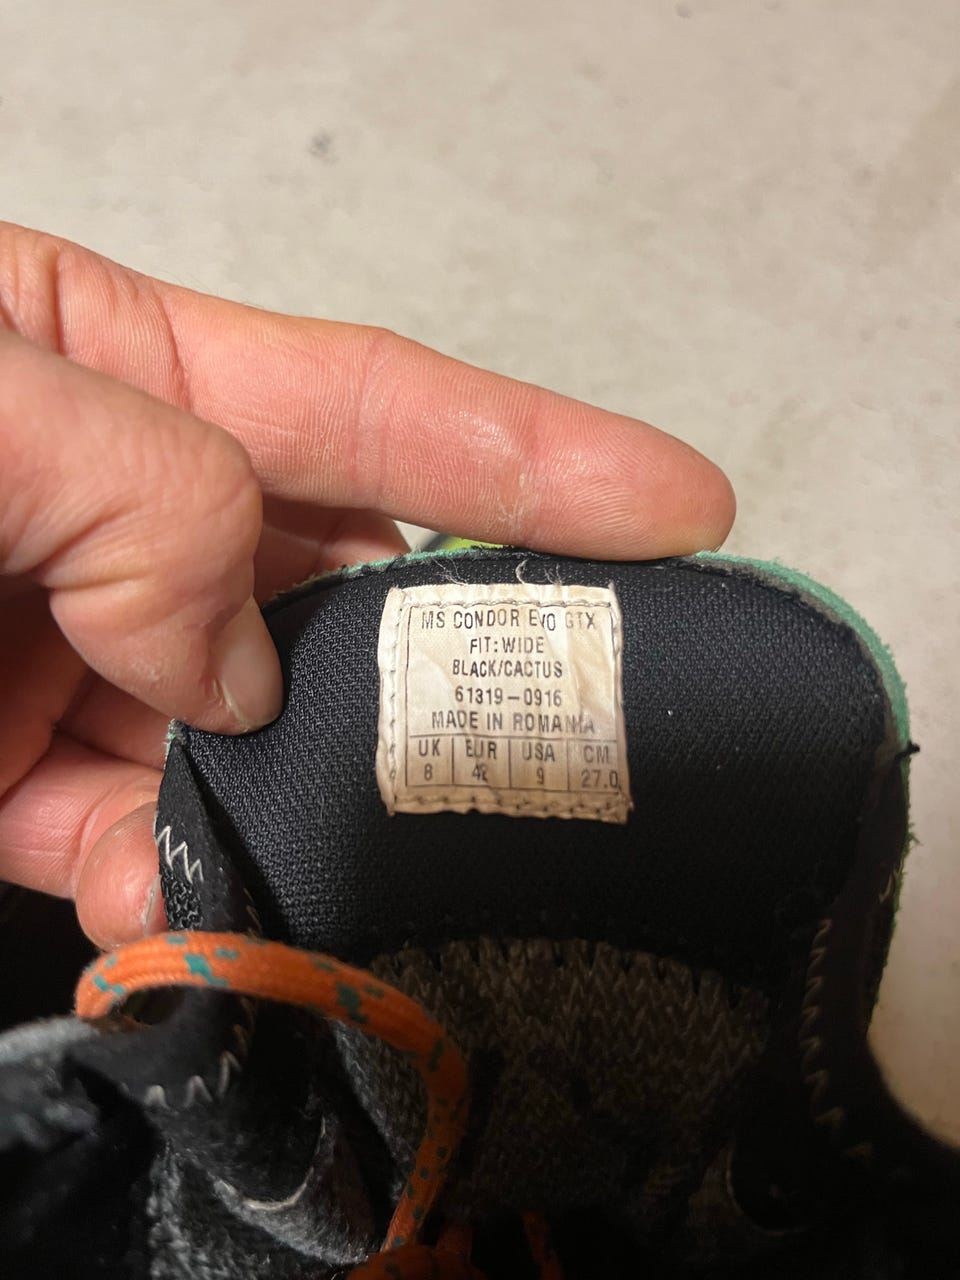 MS CONDOR EVO GTX
FIT: WIDE
BLACK/CACTUS
61319-0916
MADE IN ROMANIA
UK EUR USA CM
8 42 9 27.0